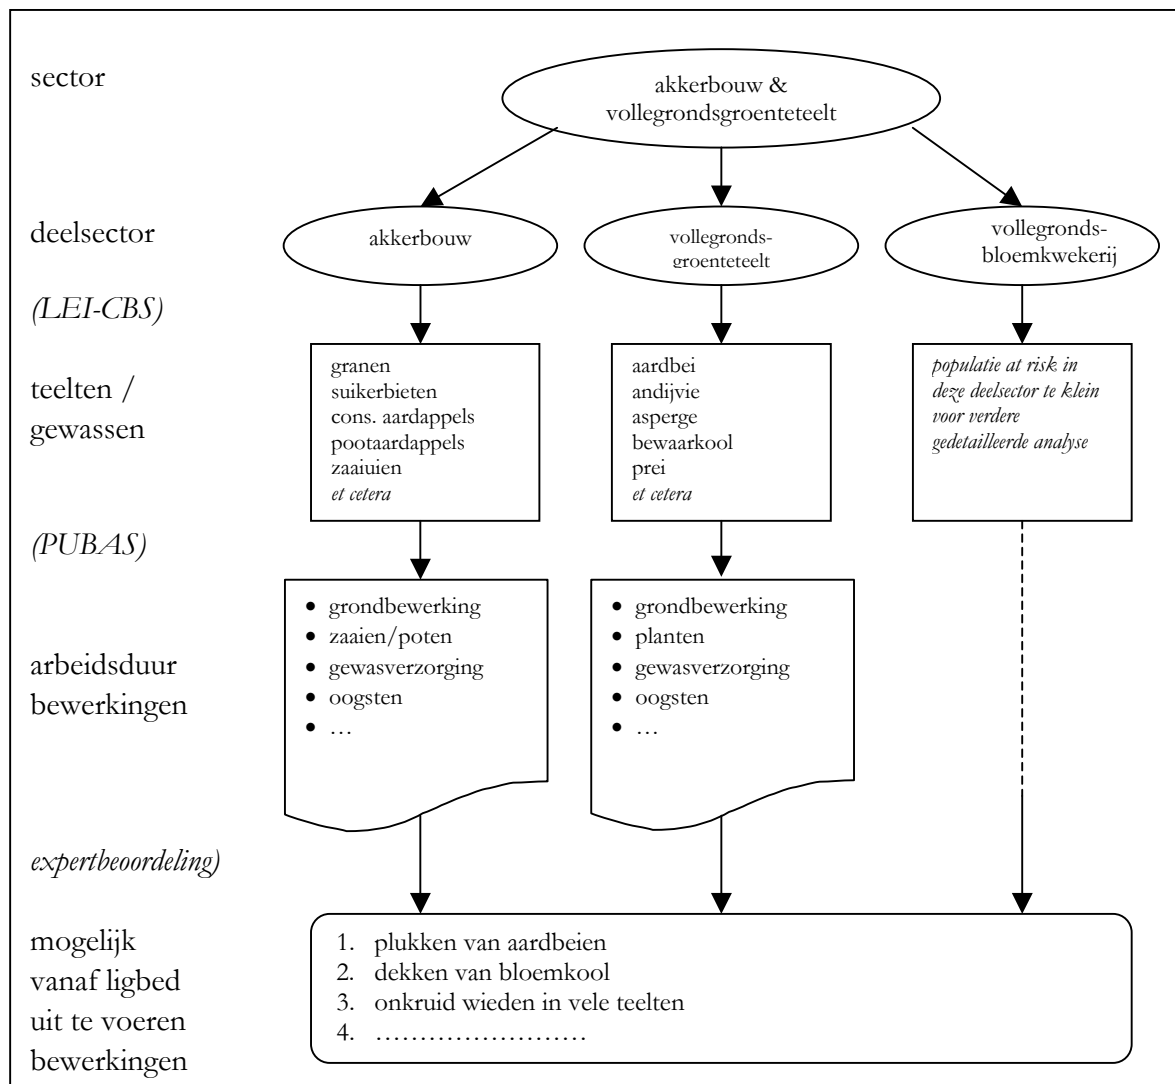 sector
akkerbouw &
vollegrondsgroenteteelt
deelsector
akkerbouw
vollegronds-
groenteteelt
vollegronds-
bloemkwekerij
(LEI-CBS)
teelten /
gewassen
granen
suikerbieten
cons. aardappels
pootaardappels
zaaiuien
et cetera
aardbei
andijvie
asperge
bewaarkool
prei
et cetera
populatie at risk in
deze deelsector te klein
voor verdere
gedetailleerde analyse
(PUBAS)
arbeidsduur
bewerkingen
• grondbewerking
• zaaien/poten
• gewasverzorging
• oogsten
• …
• grondbewerking
• planten
• gewasverzorging
• oogsten
• …
expertbeoordeling)
mogelijk
vanaf ligbed
uit te voeren
bewerkingen
1. plukken van aardbeien
2. dekken van bloemkool
3. onkruid wieden in vele teelten
4. ……………………